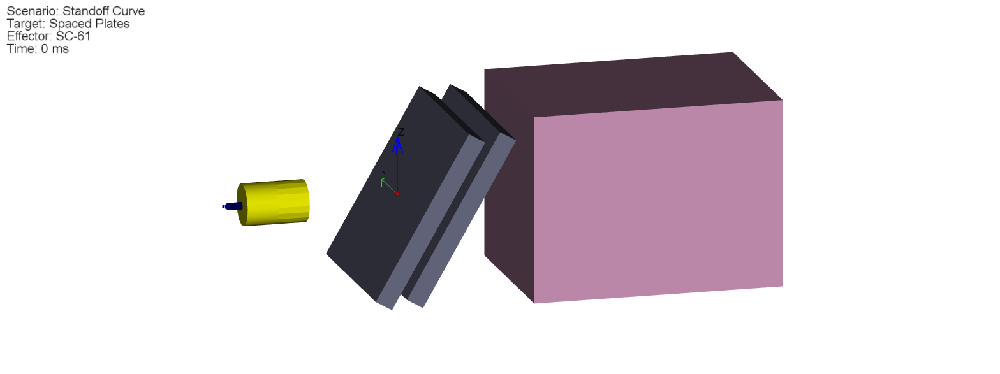 Scenario: Standoff Curve
Target: Spaced Plates
Effector: SC-61
Time: 0 ms
Z